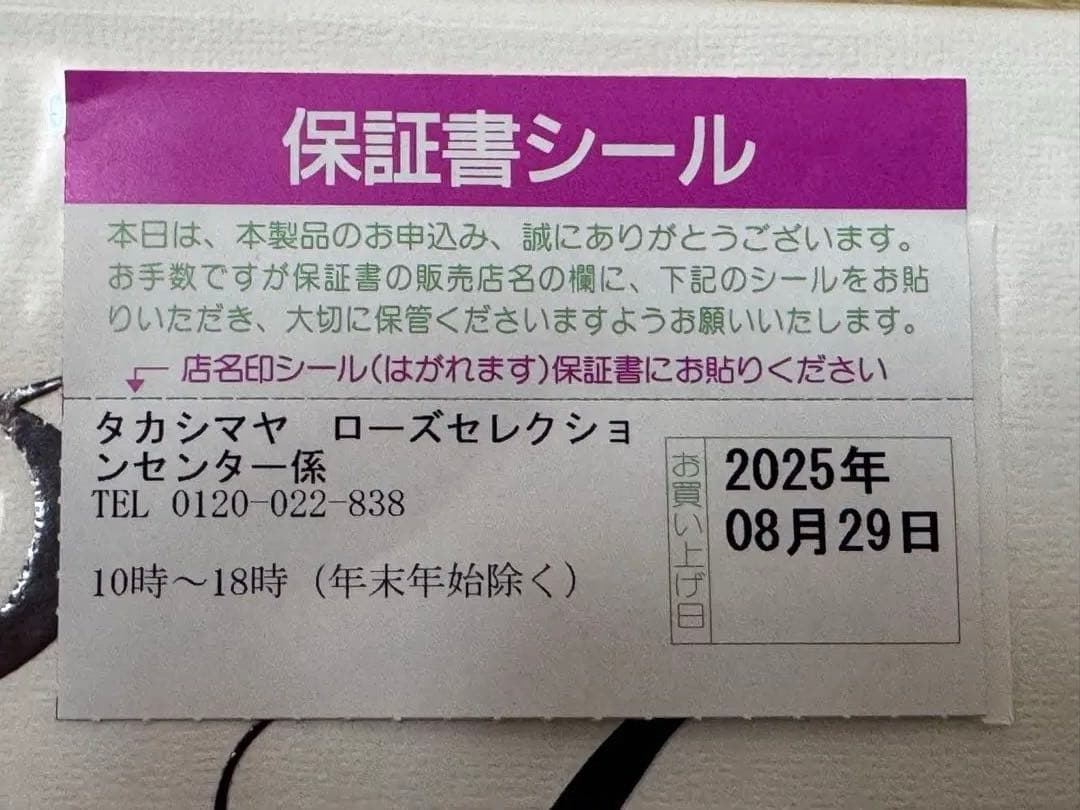 保証書シール
本日は、本製品のお申込み、誠にありがとうございます。
お手数ですが保証書の販売店名の欄に、下記のシールをお貼
りいただき、大切に保管くださいますようお願いいたします。
店名印シール(はがれます)保証書にお貼りください
タカシマヤ　ローズセレクショ
ンセンター係
TEL 0120-022-838
10時～18時（年末年始除く）
お買い上げ日
2025年
08月29日